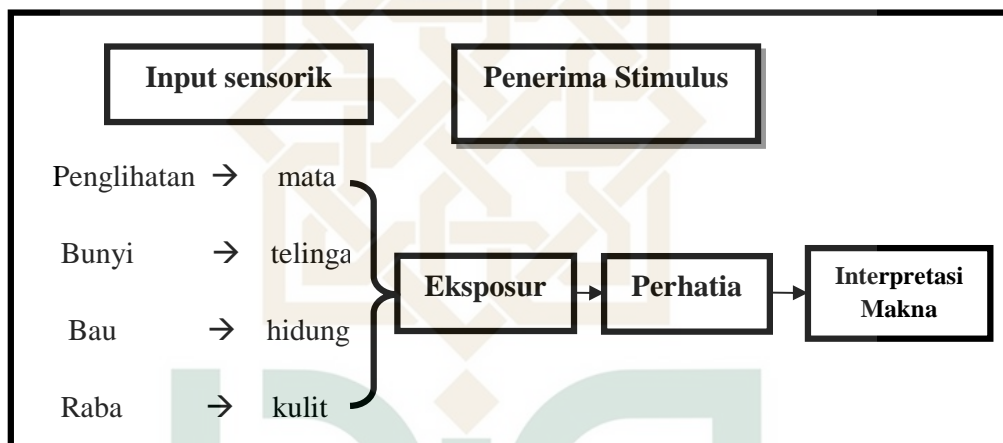 Input sensorik
Penerima Stimulus
Penglihatan → mata
Bunyi → telinga
Bau → hidung
Raba → kulit
Eksposur
Perhatia
Interpretasi
Makna